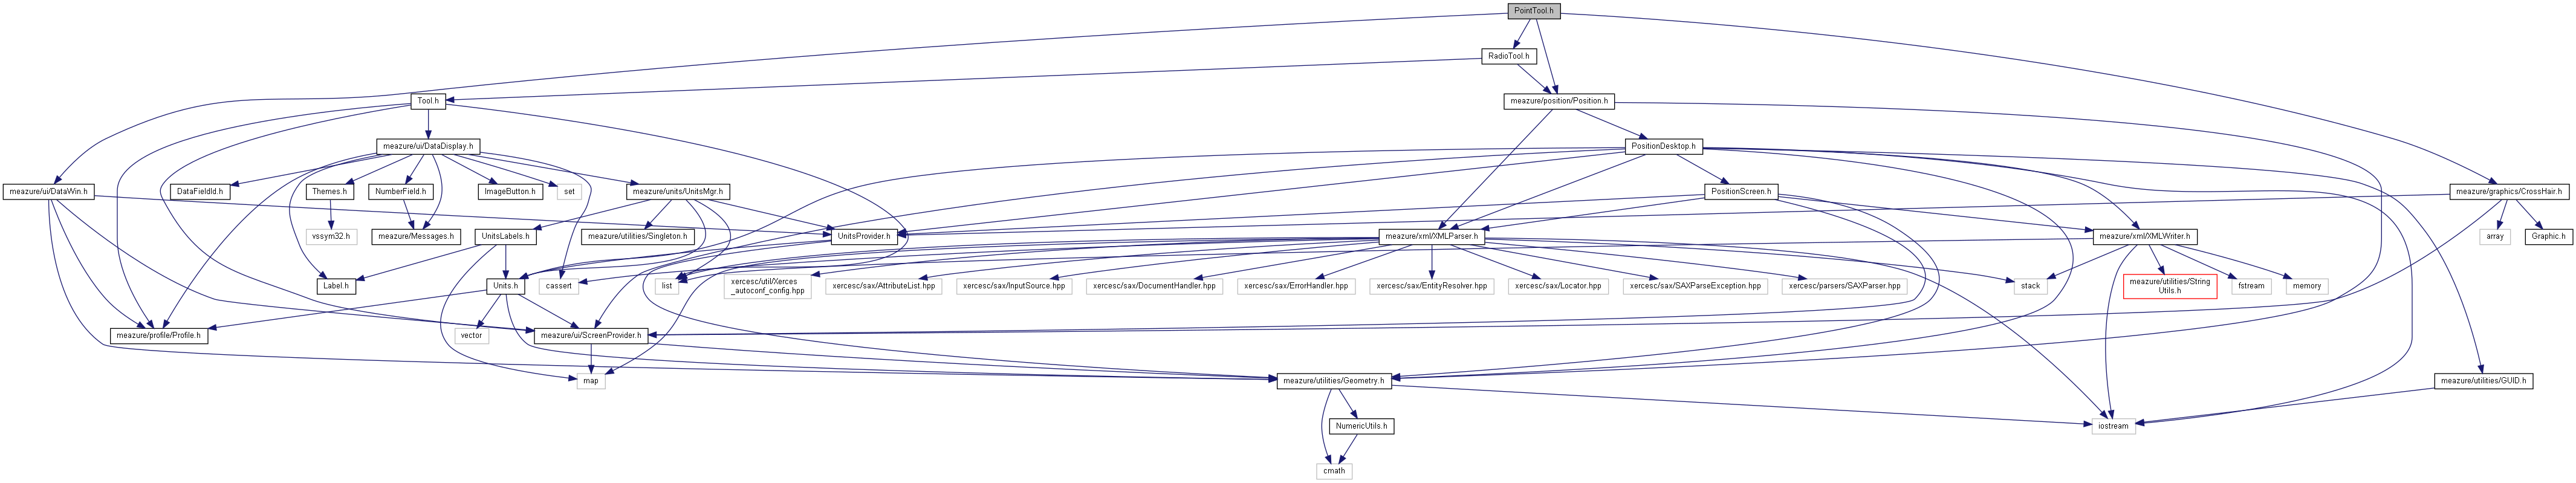 PointTool.h
RadioTool.h
Tool.h
meazure/position/Position.h
meazure/ui/DataDisplay.h
PositionDesktop.h
meazure/ui/DataWin.h
DataFieldId.h
Themes.h
NumberField.h
ImageButton.h
set
meazure/units/UnitsMgr.h
PositionScreen.h
meazure/graphics/CrossHair.h
vssym32.h
meazure/Messages.h
UnitsLabels.h
meazure/utilities/Singleton.h
UnitsProvider.h
meazure/xml/XMLParser.h
meazure/xml/XMLWriter.h
array
Graphic.h
Label.h
Units.h
cassert
list
xercesc/util/Xerces
_autoconf_config.hpp
xercesc/sax/AttributeList.hpp
xercesc/sax/InputSource.hpp
xercesc/sax/DocumentHandler.hpp
xercesc/sax/ErrorHandler.hpp
xercesc/sax/EntityResolver.hpp
xercesc/sax/Locator.hpp
xercesc/sax/SAXParseException.hpp
xercesc/parsers/SAXParser.hpp
stack
meazure/utilities/String
Utils.h
fstream
memory
meazure/profile/Profile.h
vector
meazure/ui/ScreenProvider.h
map
meazure/utilities/Geometry.h
meazure/utilities/GUID.h
NumericUtils.h
iostream
cmath